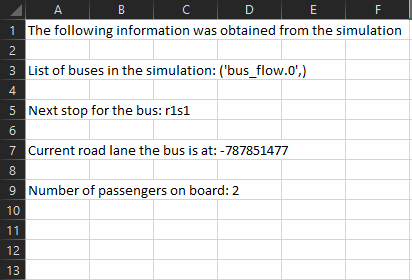 A B C D E F
1 The following information was obtained from the simulation
2
3 List of buses in the simulation: ('bus_flow.0',)
4
5 Next stop for the bus: r1s1
6
7 Current road lane the bus is at: -787851477
8
9 Number of passengers on board: 2
10
11
12
13